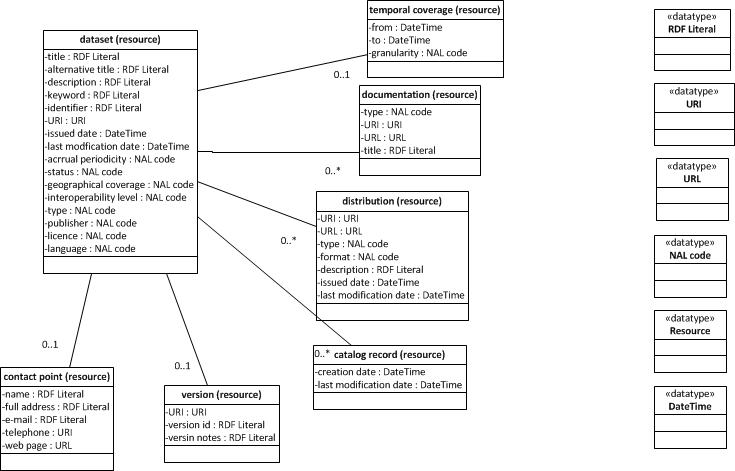 dataset (resource)
-title : RDF Literal
-alternative title : RDF Literal
-description : RDF Literal
-keyword : RDF Literal
-identifier : RDF Literal
-URI : URI
-issued date : DateTime
-last modfication date : DateTime
-acrrual periodicity : NAL code
-status : NAL code
-geographical coverage : NAL code
-interoperability level : NAL code
-type : NAL code
-publisher : NAL code
-licence : NAL code
-language : NAL code
temporal coverage (resource)
-from : DateTime
-to : DateTime
-granularity : NAL code
0..1
documentation (resource)
-type : NAL code
-URI : URI
-URL : URL
-title : RDF Literal
0..*
distribution (resource)
-URI : URI
-URL : URL
-type : NAL code
-format : NAL code
-description : RDF Literal
-issued date : DateTime
-last modification date : DateTime
0..*
0..* catalog record (resource)
-creation date : DateTime
-last modification date : DateTime
0..1
contact point (resource)
-name : RDF Literal
-full address : RDF Literal
-e-mail : RDF Literal
-telephone : URI
-web page : URL
0..1
version (resource)
-URI : URI
-version id : RDF Literal
-versin notes : RDF Literal
«datatype»
RDF Literal
«datatype»
URI
«datatype»
URL
«datatype»
NAL code
«datatype»
Resource
«datatype»
DateTime